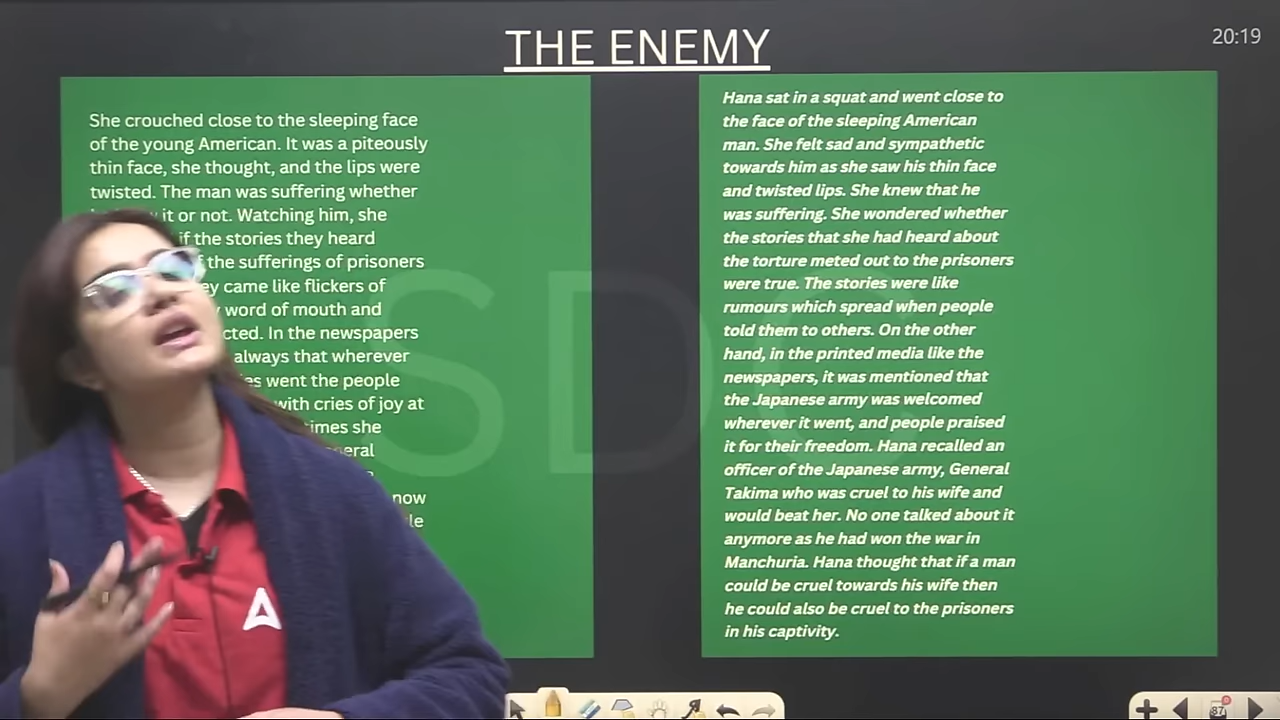 THE ENEMY
20:19
She crouched close to the sleeping face
of the young American. It was a piteously
thin face, she thought, and the lips were
twisted. The man was suffering whether
it or not. Watching him, she
if the stories they heard
the sufferings of prisoners
came like flickers of
word of mouth and
In the newspapers
always that wherever
went the people
with cries of joy at
she
now
Hana sat in a squat and went close to
the face of the sleeping American
man. She felt sad and sympathetic
towards him as she saw his thin face
and twisted lips. She knew that he
was suffering. She wondered whether
the stories that she had heard about
the torture meted out to the prisoners
were true. The stories were like
rumours which spread when people
told them to others. On the other
hand, in the printed media like the
newspapers, it was mentioned that
the Japanese army was welcomed
wherever it went, and people praised
it for their freedom. Hana recalled an
officer of the Japanese army, General
Takima who was cruel to his wife and
would beat her. No one talked about it
anymore as he had won the war in
Manchuria. Hana thought that if a man
could be cruel towards his wife then
he could also be cruel to the prisoners
in his captivity.
SDC
87